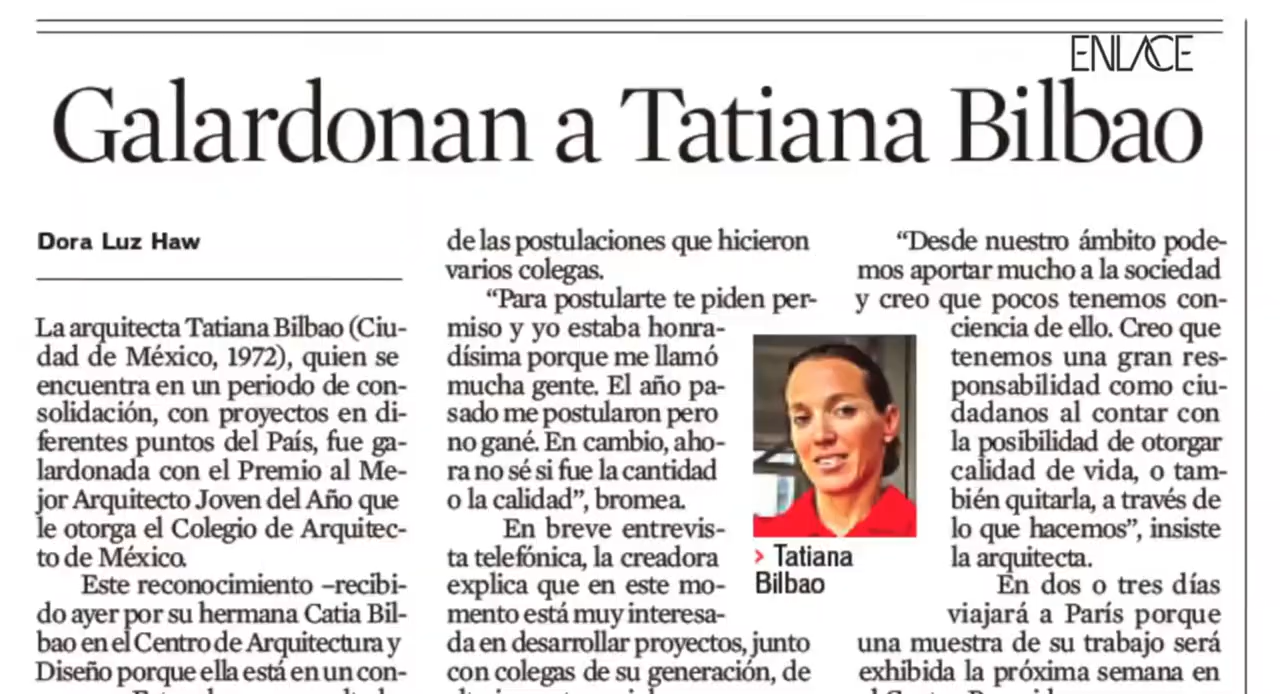 ENLACE
Galardonan a Tatiana Bilbao
Dora Luz Haw
La arquitecta Tatiana Bilbao (Ciu-
dad de México, 1972), quien se
encuentra en un periodo de con-
solidación, con proyectos en di-
ferentes puntos del País, fue ga-
lardonada con el Premio al Me-
jor Arquitecto Joven del Año que
le otorga el Colegio de Arquitec-
to de México.
Este reconocimiento –recibi-
do ayer por su hermana Catia Bil-
bao en el Centro de Arquitectura y
Diseño porque ella está en un con-
de las postulaciones que hicieron
varios colegas.
“Para postularte te piden per-
miso y yo estaba honra-
dísima porque me llamó
mucha gente. El año pa-
sado me postularon pero
no gané. En cambio, aho-
ra no sé si fue la cantidad
o la calidad”, bromea.
En breve entrevis-
ta telefónica, la creadora
explica que en este mo-
mento está muy interesa-
da en desarrollar proyectos, junto
con colegas de su generación, de
› Tatiana
Bilbao
“Desde nuestro ámbito pode-
mos aportar mucho a la sociedad
y creo que pocos tenemos con-
ciencia de ello. Creo que
tenemos una gran res-
ponsabilidad como ciu-
dadanos al contar con
la posibilidad de otorgar
calidad de vida, o tam-
bién quitarla, a través de
lo que hacemos”, insiste
la arquitecta.
En dos o tres días
viajará a París porque
una muestra de su trabajo será
exhibida la próxima semana en